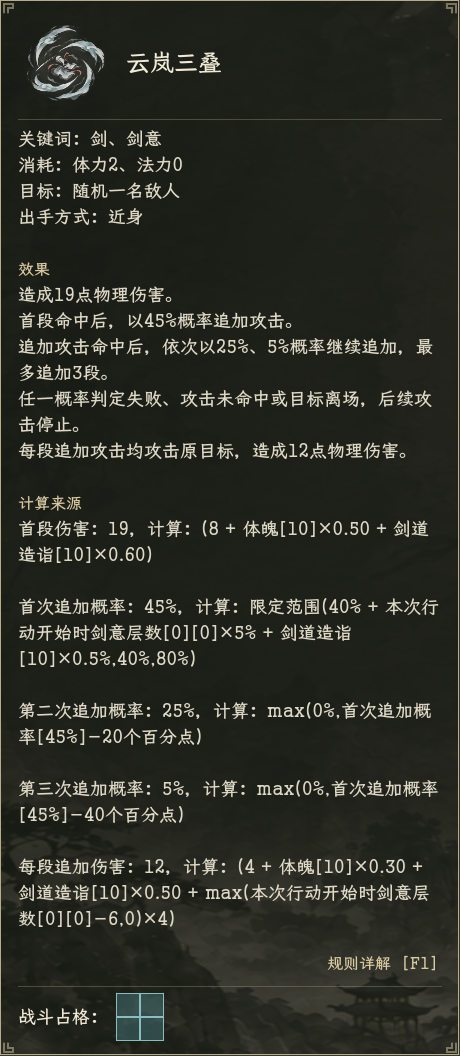 云岚三叠
关键词: 剑、剑意
消耗: 体力2、法力0
目标: 随机一名敌人
出手方式: 近身
效果
造成19点物理伤害。
首段命中后, 以45%概率追加攻击。
追加攻击命中后, 依次以25%、5%概率继续追加, 最
多追加3段。
任一概率判定失败、攻击未命中或目标离场, 后续攻
击停止。
每段追加攻击均攻击原目标, 造成12点物理伤害。
计算来源
首段伤害: 19, 计算: (8 + 体魄[10]×0.50 + 剑道
造诣[10]×0.60)
首次追加概率: 45%, 计算: 限定范围(40% + 本次行
动开始时剑意层数[0][0]×5% + 剑道造诣
[10]×0.5%,40%,80%)
第二次追加概率: 25%, 计算: max(0%,首次追加概
率[45%]−20个百分点)
第三次追加概率: 5%, 计算: max(0%,首次追加概率
[45%]−40个百分点)
每段追加伤害: 12, 计算: (4 + 体魄[10]×0.30 +
剑道造诣[10]×0.50 + max(本次行动开始时剑意层
数[0][0]−6,0)×4)
规则详解 [F1]
战斗占格: